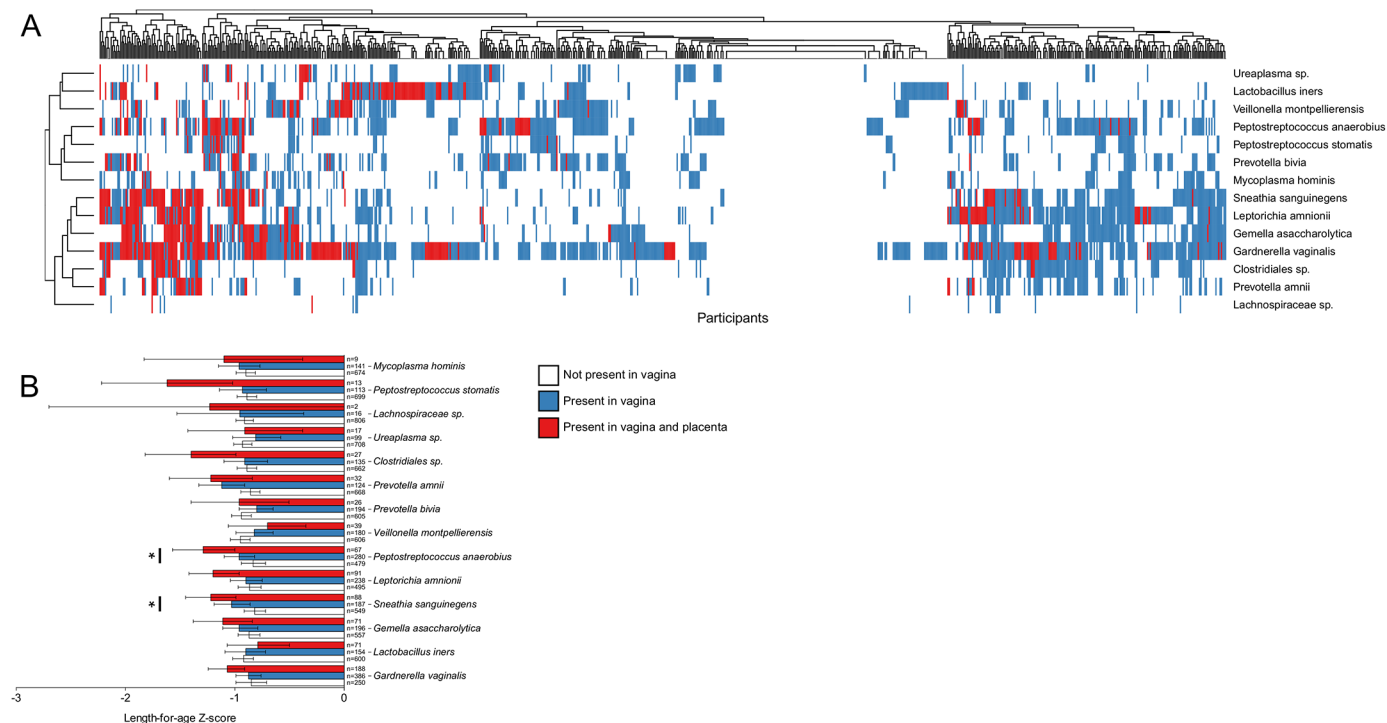 A
Ureaplasma sp.
Lactobacillus iners
Veillonella montpellierensis
Peptostreptococcus anaerobius
Peptostreptococcus stomatis
Prevotella bivia
Mycoplasma hominis
Sneathia sanguinegens
Leptorichia amnionii
Gemella asaccharolytica
Gardnerella vaginalis
Clostridiales sp.
Prevotella amnii
Lachnospiraceae sp.
Participants
B
n=9
n=141
n=674
Mycoplasma hominis
n=13
n=113
n=699
Peptostreptococcus stomatis
n=2
n=16
n=806
Lachnospiraceae sp.
n=17
n=99
n=708
Ureaplasma sp.
n=27
n=135
n=662
Clostridiales sp.
n=32
n=124
n=668
Prevotella amnii
n=26
n=194
n=605
Prevotella bivia
n=39
n=180
n=606
Veillonella montpellierensis
*
n=67
n=280
n=479
Peptostreptococcus anaerobius
n=91
n=238
n=495
Leptorichia amnionii
*
n=88
n=187
n=549
Sneathia sanguinegens
n=71
n=196
n=557
Gemella asaccharolytica
n=71
n=154
n=600
Lactobacillus iners
n=188
n=386
n=250
Gardnerella vaginalis
-3 -2 -1 0
Length-for-age Z-score
Not present in vagina
Present in vagina
Present in vagina and placenta